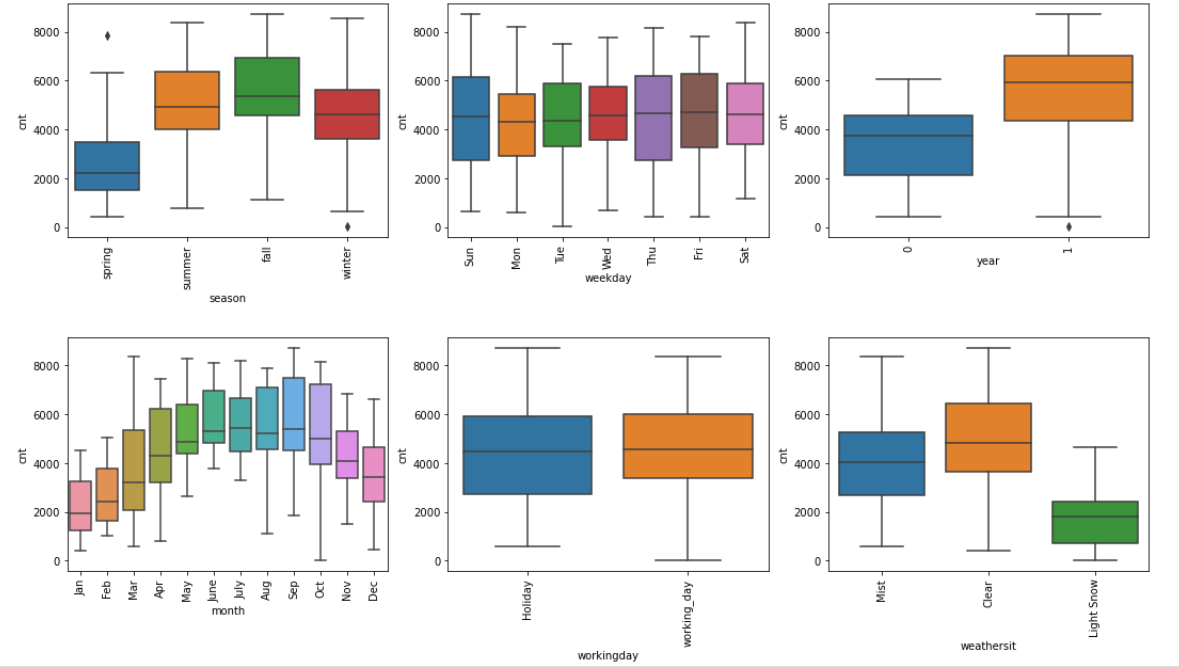 cnt
8000
6000
4000
2000
0
spring
summer
fall
winter
season
cnt
8000
6000
4000
2000
0
Sun
Mon
Tue
Wed
Thu
Fri
Sat
weekday
cnt
8000
6000
4000
2000
0
0
1
year
cnt
8000
6000
4000
2000
0
Jan
Feb
Mar
Apr
May
June
July
Aug
Sep
Oct
Nov
Dec
month
cnt
8000
6000
4000
2000
0
Holiday
working_day
workingday
cnt
8000
6000
4000
2000
0
Mist
Clear
Light Snow
weathersit